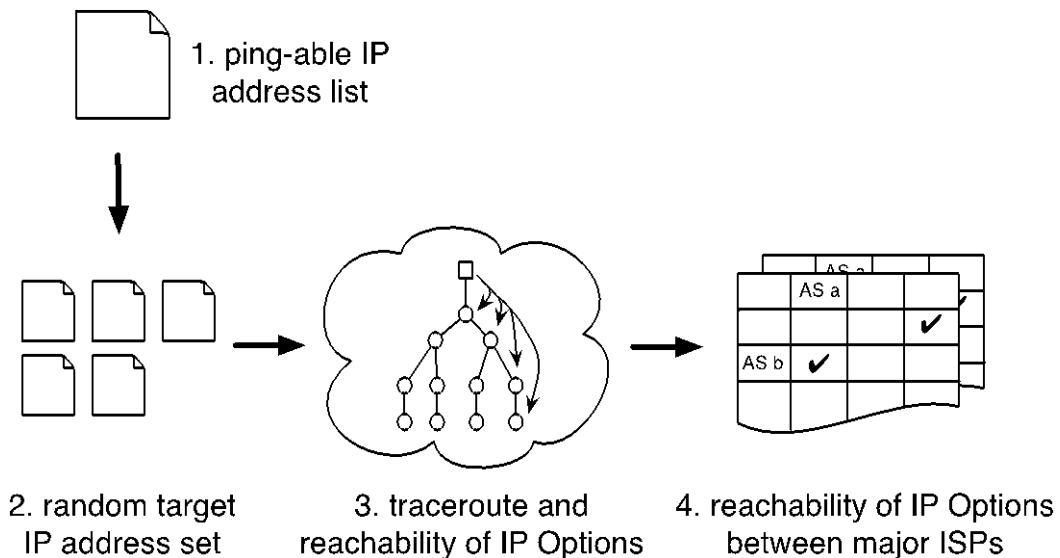 1. ping-able IP
address list
AS a
AS a
AS b
2. random target
IP address set
3. traceroute and
reachability of IP Options
4. reachability of IP Options
between major ISPs